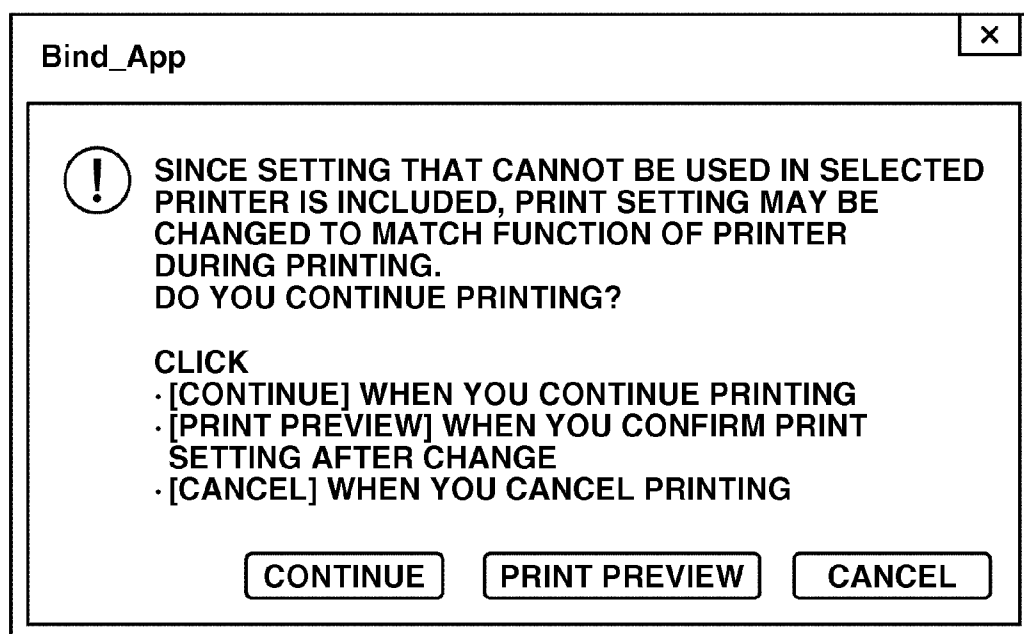 Bind_App
×
SINCE SETTING THAT CANNOT BE USED IN SELECTED
PRINTER IS INCLUDED, PRINT SETTING MAY BE
CHANGED TO MATCH FUNCTION OF PRINTER
DURING PRINTING.
DO YOU CONTINUE PRINTING?
CLICK
· [CONTINUE] WHEN YOU CONTINUE PRINTING
· [PRINT PREVIEW] WHEN YOU CONFIRM PRINT
SETTING AFTER CHANGE
· [CANCEL] WHEN YOU CANCEL PRINTING
CONTINUE PRINT PREVIEW CANCEL